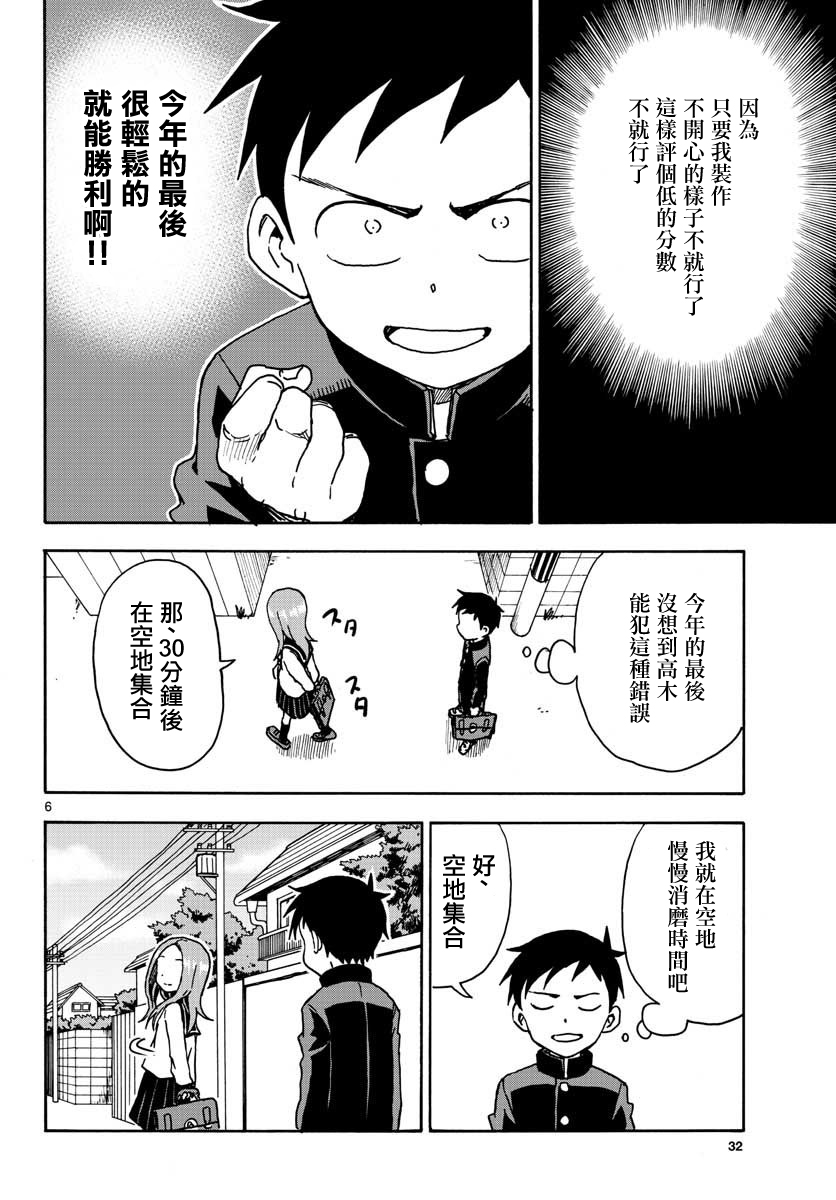 因為
只要我裝作
不開心的樣子不就行了
這樣評個低的分數
不就行了
今年的最後
很輕鬆的
就能勝利啊!!
今年的最後
沒想到高木
能犯這種錯誤
スタ
スタ
那、30分鐘後
在空地集合
6
我就在空地
慢慢消磨時間吧
好、
空地集合
32